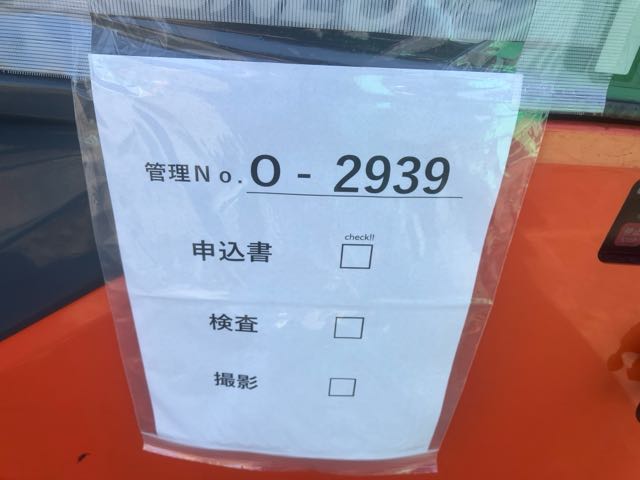 管理No. O - 2939
check!!
申込書 □
検査 □
撮影 □